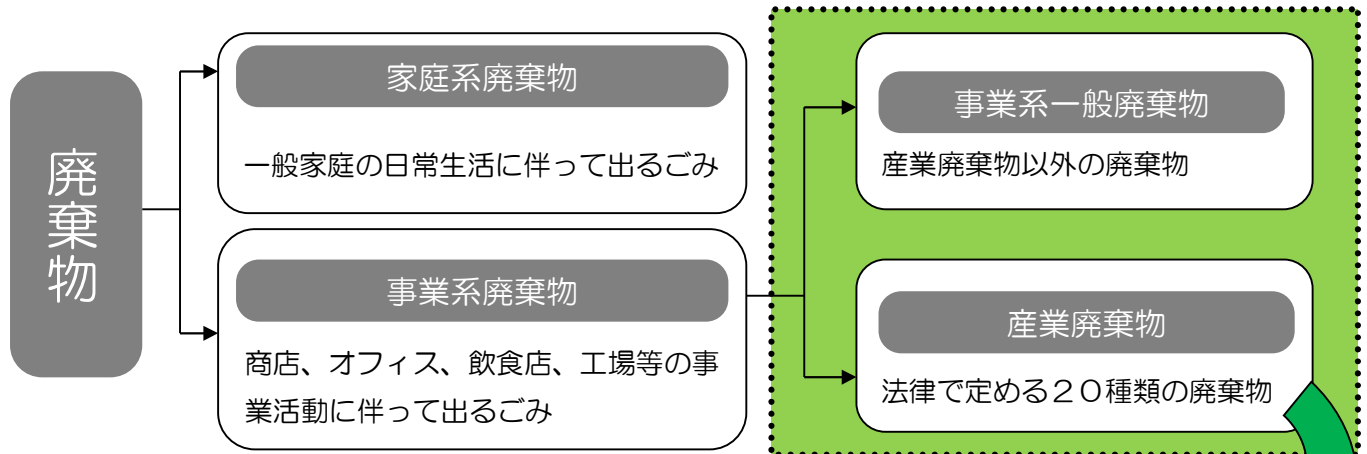 廃棄物
家庭系廃棄物
一般家庭の日常生活に伴って出るごみ
事業系廃棄物
商店、オフィス、飲食店、工場等の事
業活動に伴って出るごみ
事業系一般廃棄物
産業廃棄物以外の廃棄物
産業廃棄物
法律で定める２０種類の廃棄物